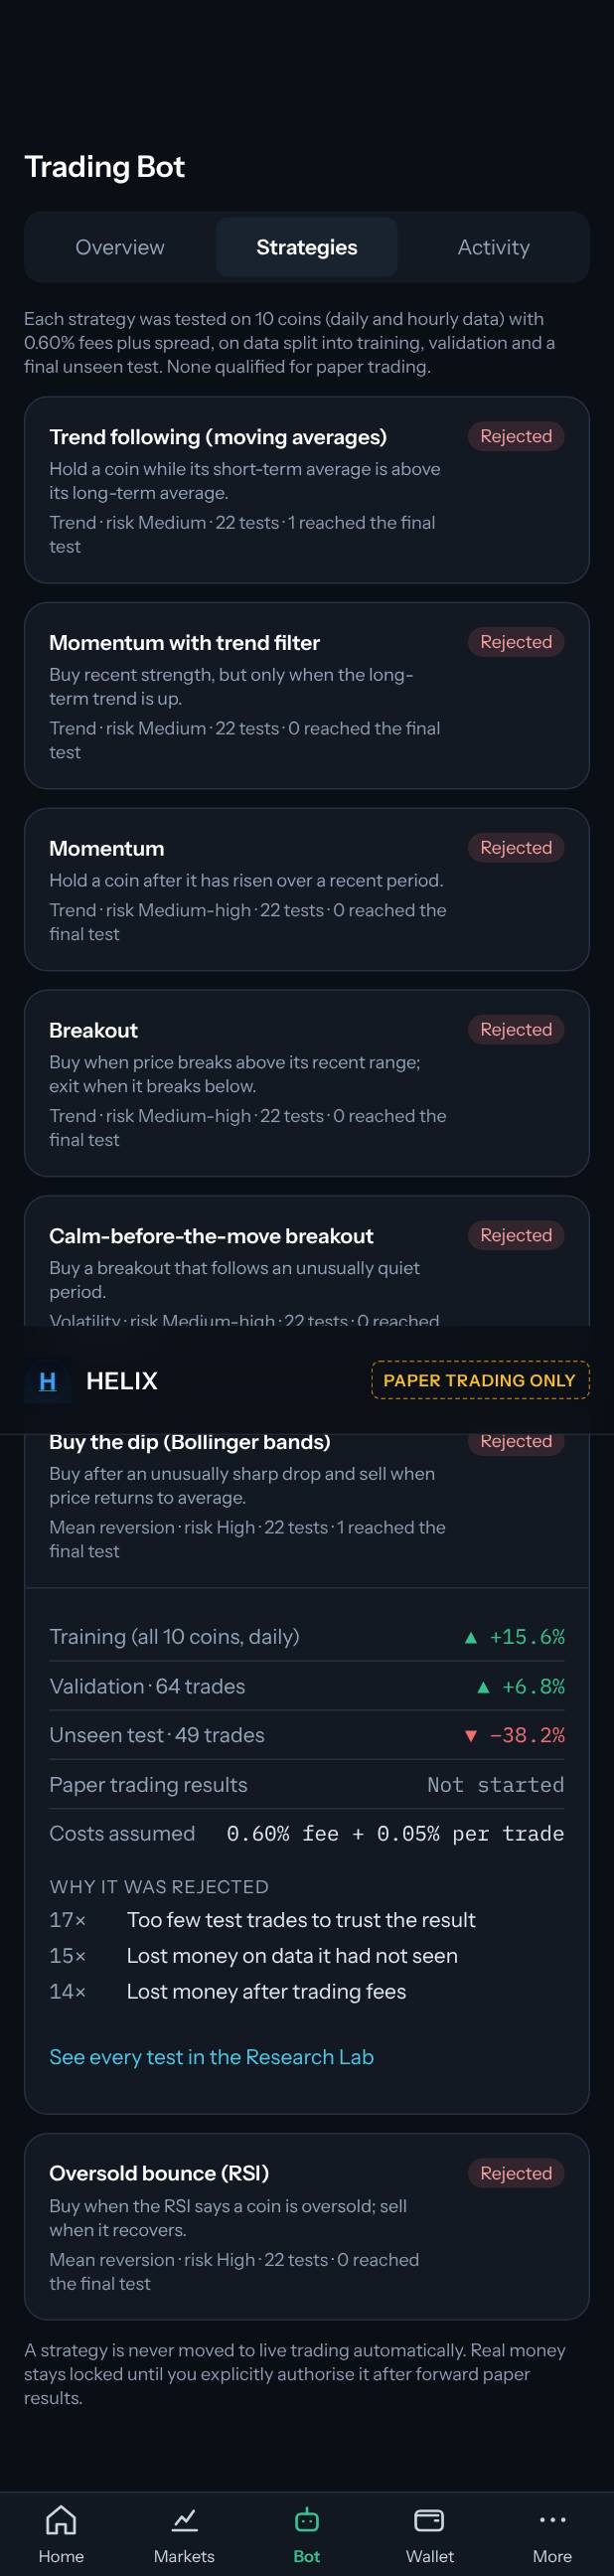 Trading Bot
Overview
Strategies
Activity
Each strategy was tested on 10 coins (daily and hourly data) with
0.60% fees plus spread, on data split into training, validation and a
final unseen test. None qualified for paper trading.
Trend following (moving averages)
Rejected
Hold a coin while its short-term average is above
its long-term average.
Trend · risk Medium · 22 tests · 1 reached the final
test
Momentum with trend filter
Rejected
Buy recent strength, but only when the long-
term trend is up.
Trend · risk Medium · 22 tests · 0 reached the final
test
Momentum
Rejected
Hold a coin after it has risen over a recent period.
Trend · risk Medium-high · 22 tests · 0 reached the
final test
Breakout
Rejected
Buy when price breaks above its recent range;
exit when it breaks below.
Trend · risk Medium-high · 22 tests · 0 reached the
final test
Calm-before-the-move breakout
Rejected
Buy a breakout that follows an unusually quiet
period.
Volatility · risk Medium-high · 22 tests · 0 reached
H HELIX
PAPER TRADING ONLY
Buy the dip (Bollinger bands)
Rejected
Buy after an unusually sharp drop and sell when
price returns to average.
Mean reversion · risk High · 22 tests · 1 reached the
final test
Training (all 10 coins, daily) ▲ +15.6%
Validation · 64 trades ▲ +6.8%
Unseen test · 49 trades ▼ −38.2%
Paper trading results Not started
Costs assumed 0.60% fee + 0.05% per trade
WHY IT WAS REJECTED
17× Too few test trades to trust the result
15× Lost money on data it had not seen
14× Lost money after trading fees
See every test in the Research Lab
Oversold bounce (RSI)
Rejected
Buy when the RSI says a coin is oversold; sell
when it recovers.
Mean reversion · risk High · 22 tests · 0 reached
the final test
A strategy is never moved to live trading automatically. Real money
stays locked until you explicitly authorise it after forward paper
results.
Home
Markets
Bot
Wallet
More